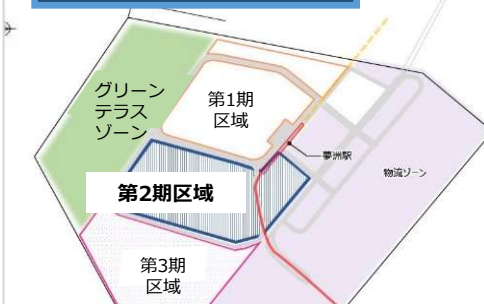 グリーン
テラス
ゾーン
第1期
区域
夢洲駅
物流ゾーン
第2期区域
第3期
区域